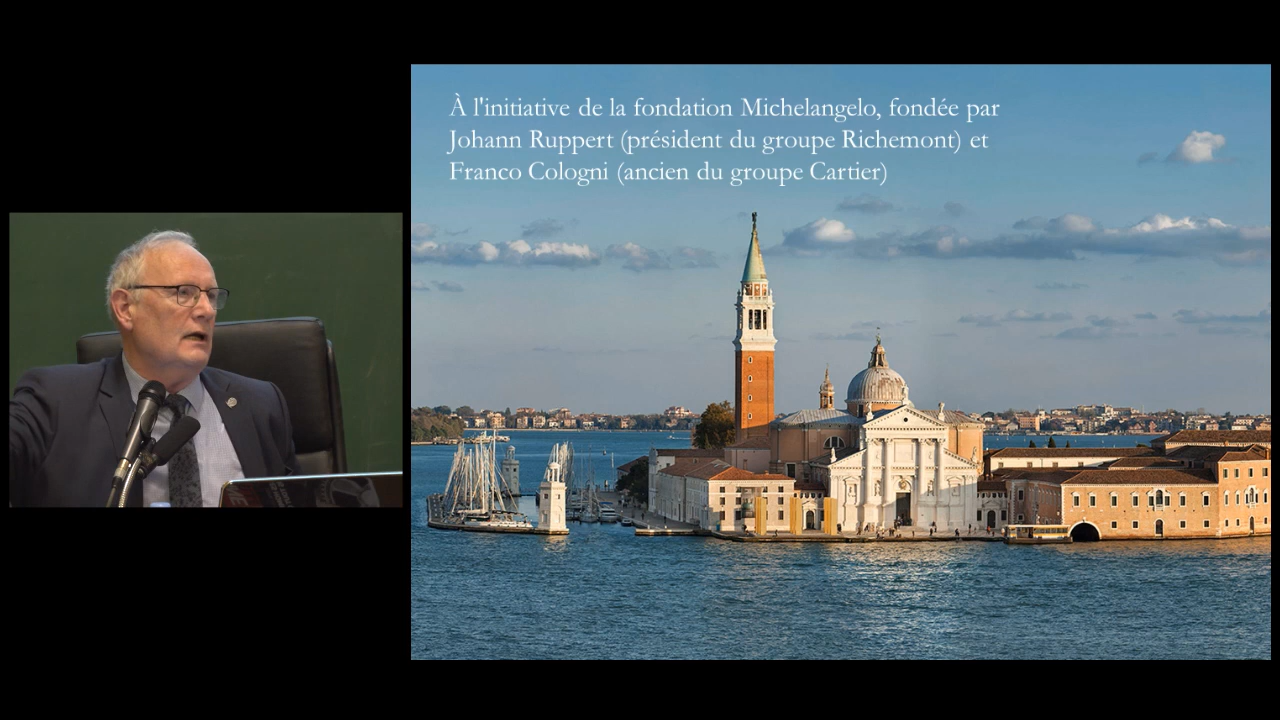 À l'initiative de la fondation Michelangelo, fondée par
Johann Ruppert (président du groupe Richemont) et
Franco Cologni (ancien du groupe Cartier)